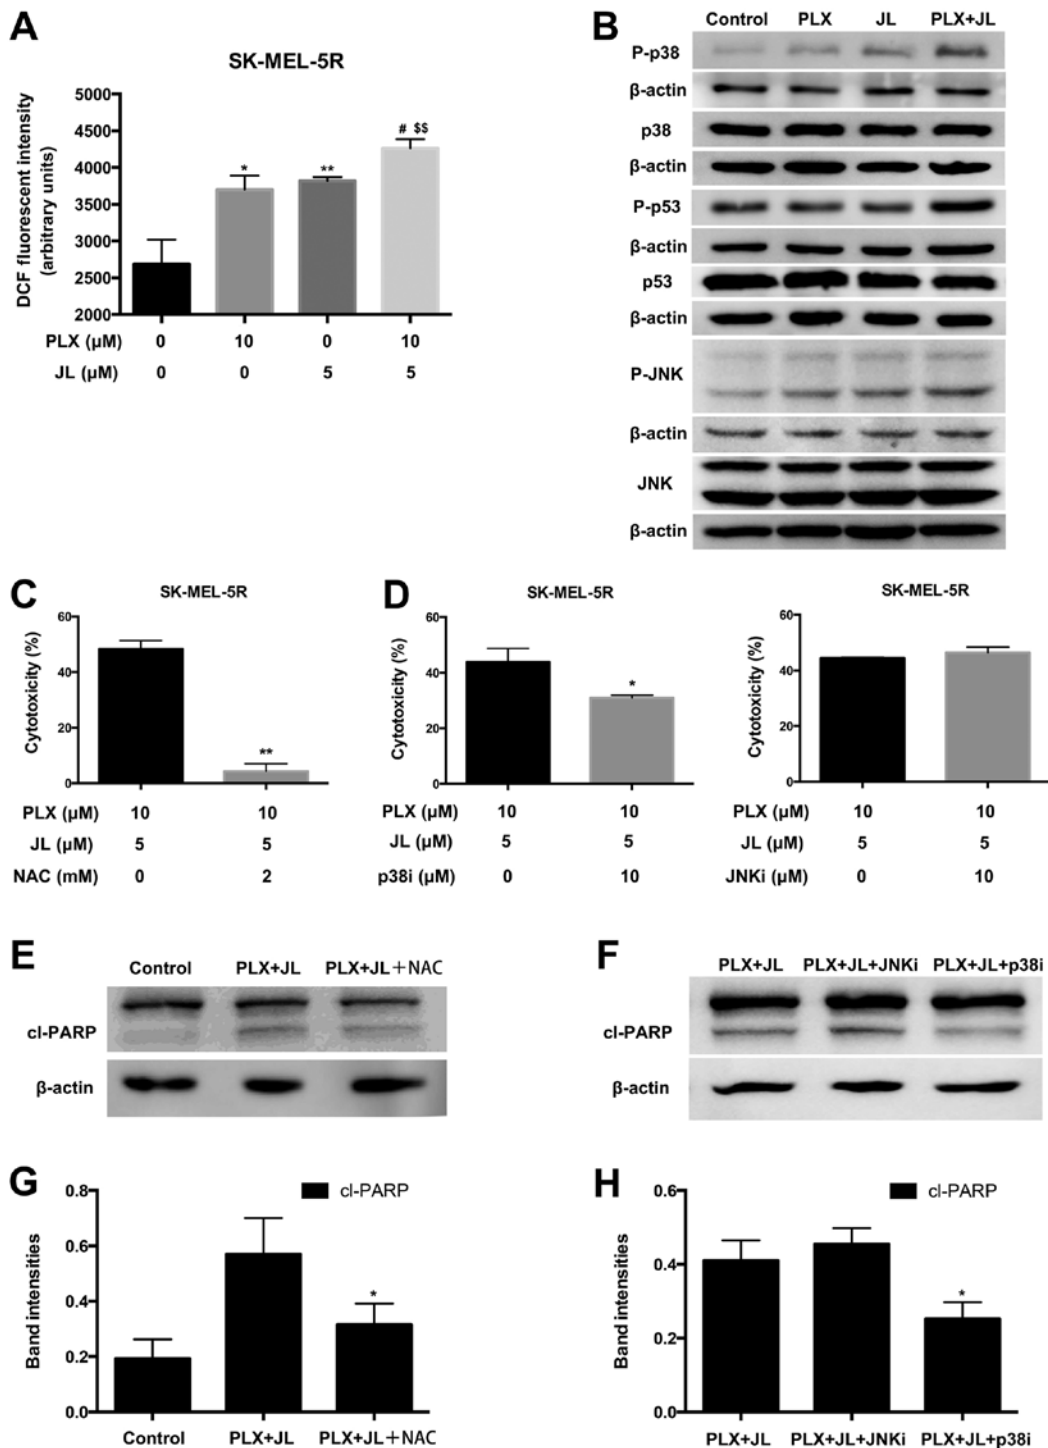 A
SK-MEL-5R
DCF fluorescent intensity
(arbitrary units)
5000
4500
4000
3500
3000
2500
2000
*
**
# $$
PLX (μM) 0 10 0 10
JL (μM) 0 0 5 5
B
Control PLX JL PLX+JL
P-p38
β-actin
p38
β-actin
P-p53
β-actin
p53
β-actin
P-JNK
β-actin
JNK
β-actin
C
SK-MEL-5R
Cytotoxicity (%)
60
40
20
0
**
PLX (μM) 10 10
JL (μM) 5 5
NAC (mM) 0 2
D
SK-MEL-5R
Cytotoxicity (%)
60
40
20
0
*
PLX (μM) 10 10
JL (μM) 5 5
p38i (μM) 0 10
SK-MEL-5R
Cytotoxicity (%)
60
40
20
0
PLX (μM) 10 10
JL (μM) 5 5
JNKi (μM) 0 10
E
Control PLX+JL PLX+JL+NAC
cl-PARP
β-actin
F
PLX+JL PLX+JL+JNKi PLX+JL+p38i
cl-PARP
β-actin
G
cl-PARP
Band intensities
0.8
0.6
0.4
0.2
0.0
*
Control PLX+JL PLX+JL+NAC
H
cl-PARP
Band intensities
0.6
0.4
0.2
0.0
*
PLX+JL PLX+JL+JNKi PLX+JL+p38i